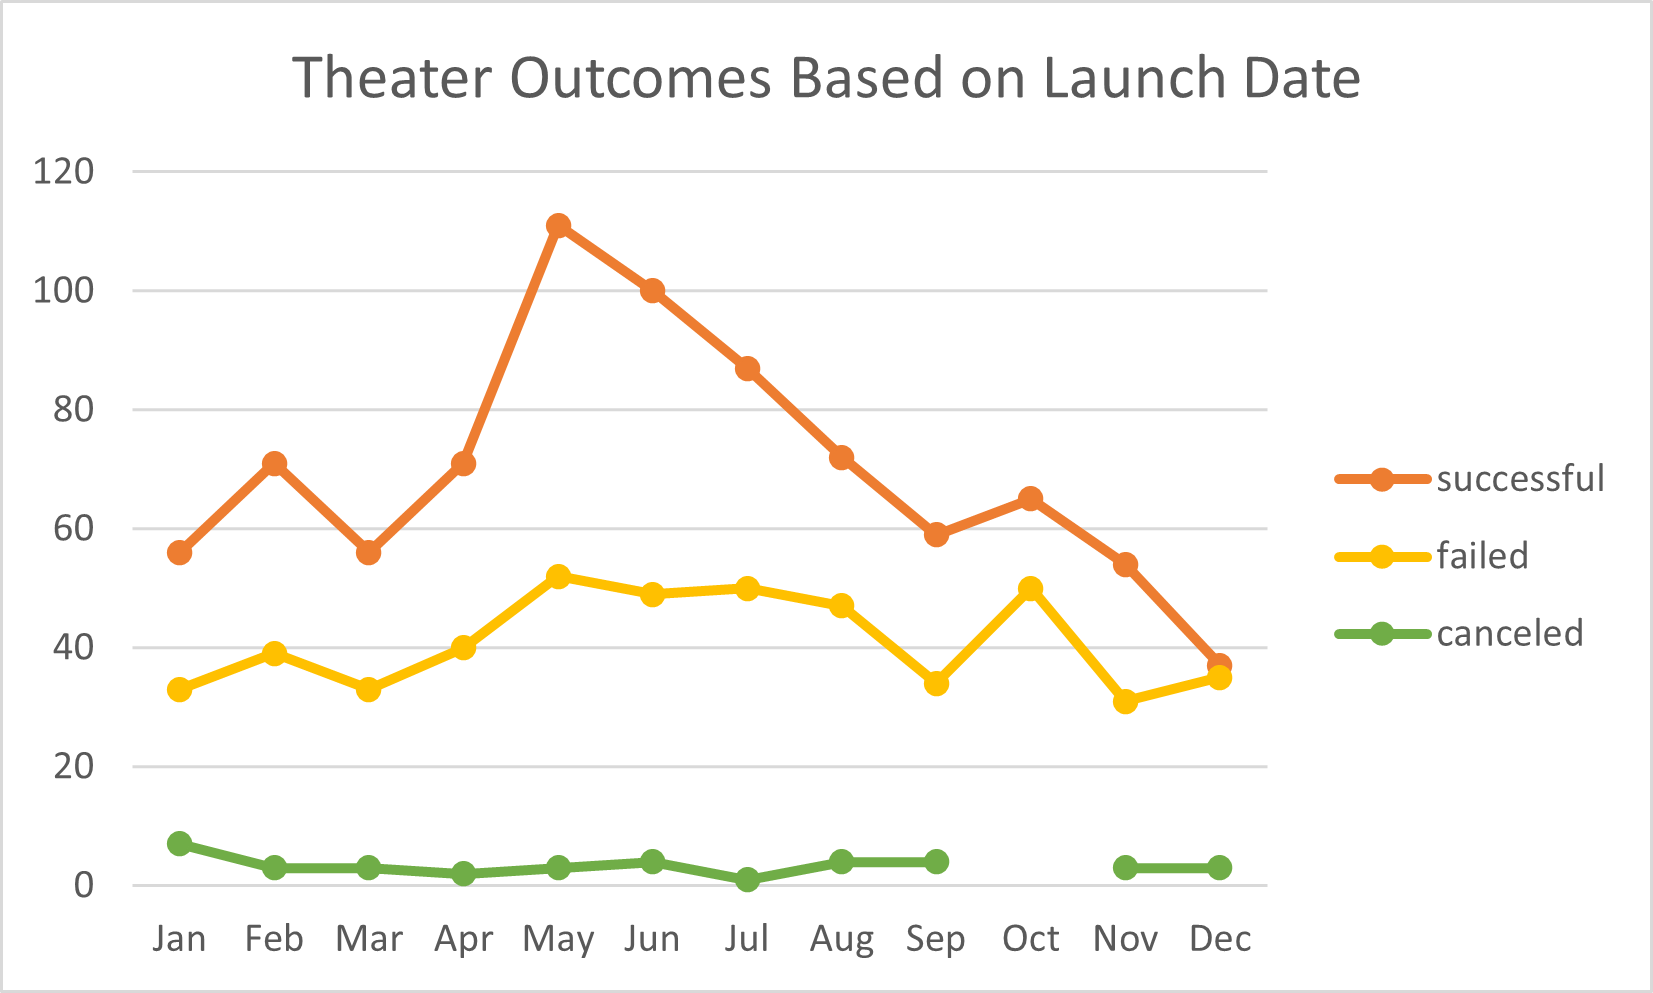 Theater Outcomes Based on Launch Date
120
100
80
60
40
20
0
Jan Feb Mar Apr May Jun Jul Aug Sep Oct Nov Dec
successful
failed
canceled